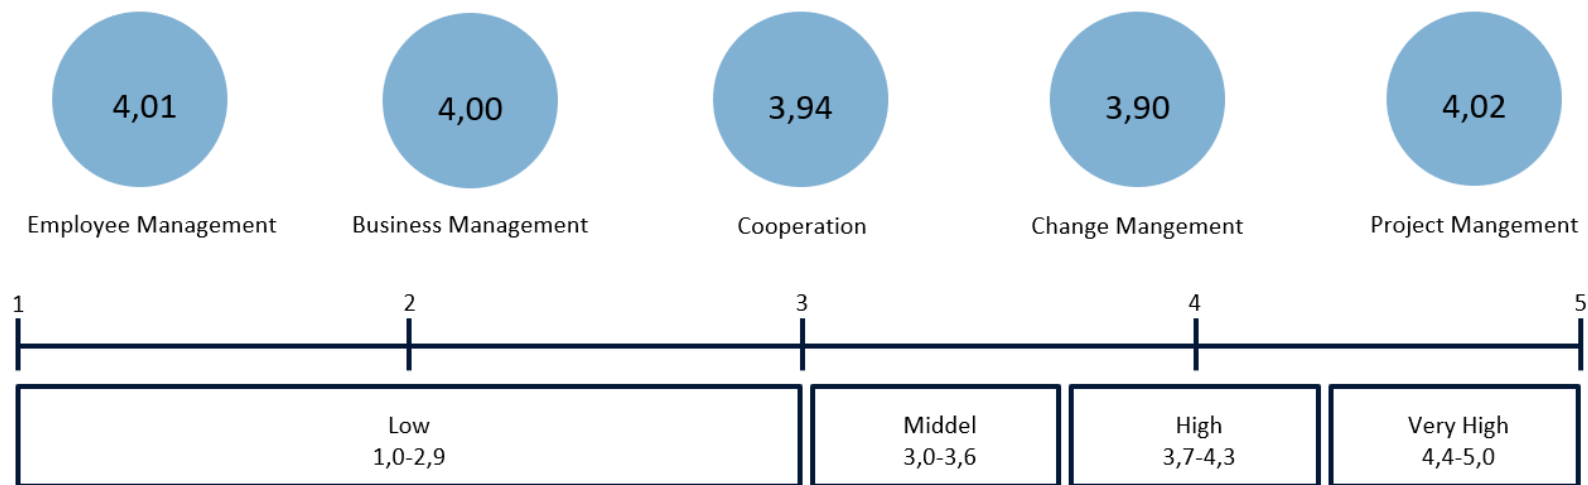 4,01
4,00
3,94
3,90
4,02
Employee Management
Business Management
Cooperation
Change Mangement
Project Mangement
1
2
3
4
5
Low
1,0-2,9
Middel
3,0-3,6
High
3,7-4,3
Very High
4,4-5,0